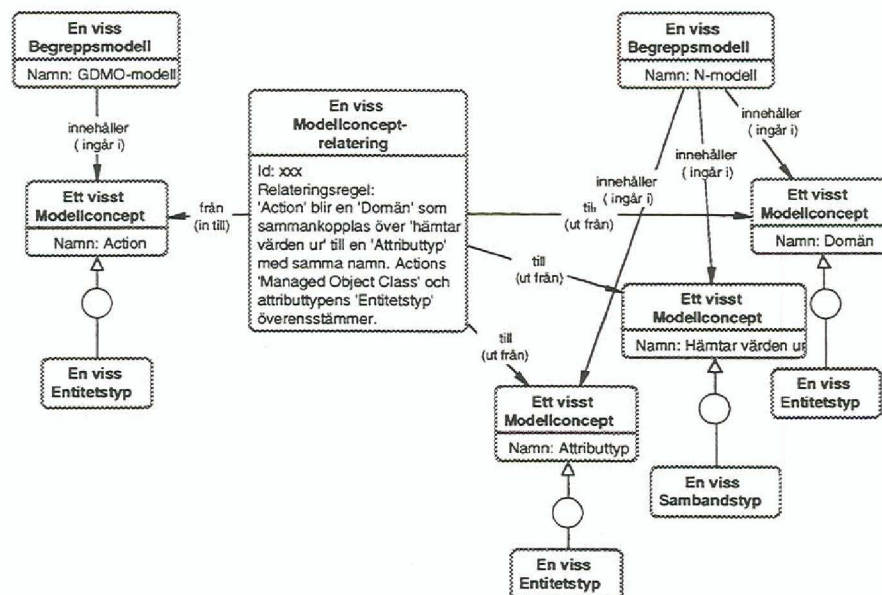 En viss
Begreppsmodell
Namn: GDMO-modell
innehåller
( ingår i)
Ett visst
Modellconcept
Namn: Action
En viss
Entitetstyp
från
(in till)
En viss
Modellconcept-
relatering
Id: xxx
Relateringsregel:
'Action' blir en 'Domän' som
sammankopplas över 'hämtar
värden ur' till en 'Attributtyp'
med samma namn. Actions
'Managed Object Class' och
attributtypens 'Entitetstyp'
överensstämmer.
En viss
Begreppsmodell
Namn: N-modell
innehåller
( ingår i)
innehåller
( ingår i)
innehåller
( ingår i)
till
(ut från)
till
(ut från)
till
(ut från)
Ett visst
Modellconcept
Namn: Domän
En viss
Entitetstyp
Ett visst
Modellconcept
Namn: Hämtar värden ur
En viss
Sambandstyp
Ett visst
Modellconcept
Namn: Attributtyp
En viss
Entitetstyp